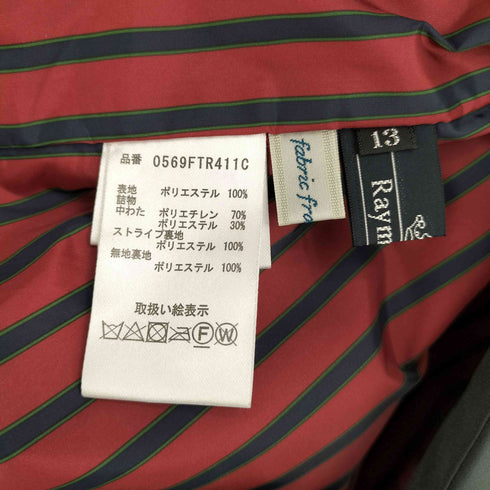 品番 0569FTR411C
表地 ポリエステル 100%
詰物
中わた ポリエチレン 70%
ポリエステル 30%
ストライプ裏地
ポリエステル 100%
無地裏地
ポリエステル 100%
取扱い絵表示
F W
fabric fro
13
Raym